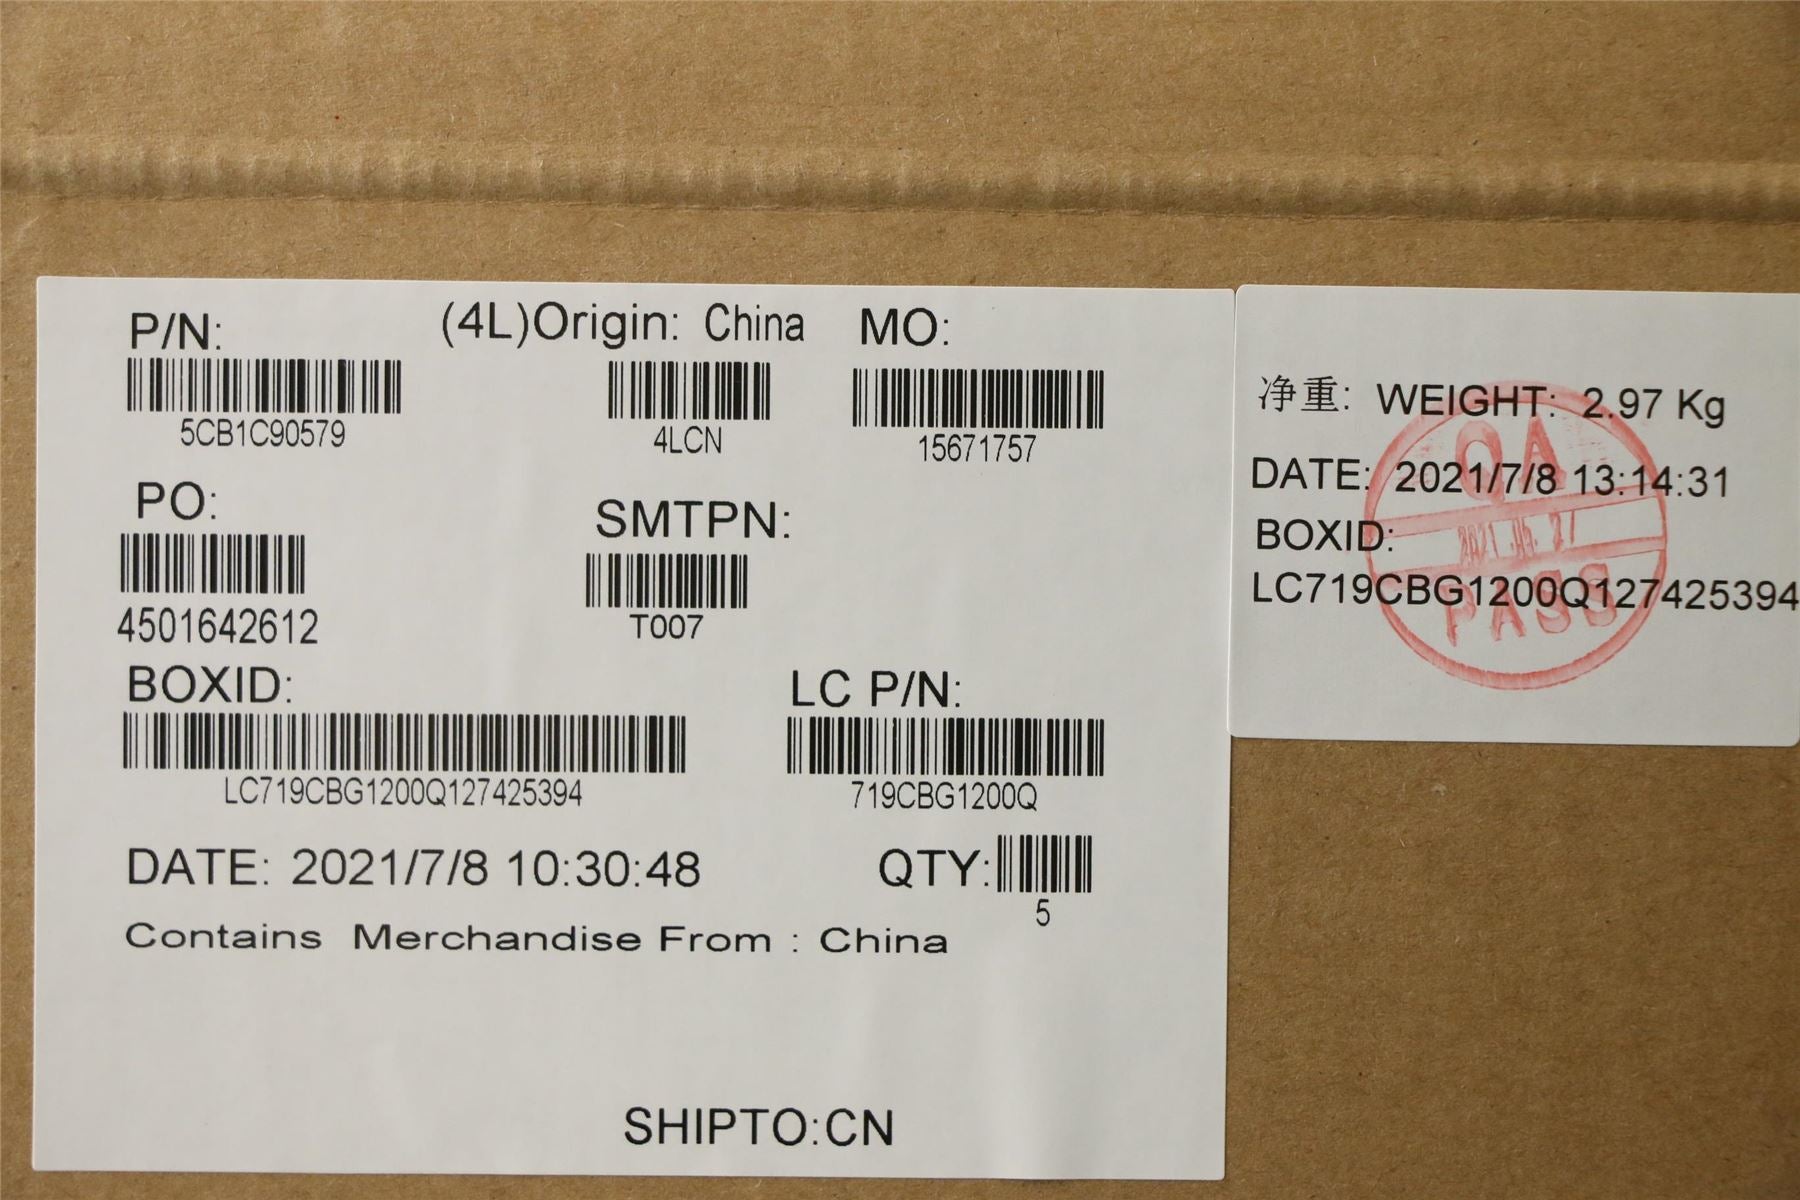 P/N: (4L)Origin: China MO:
5CB1C90579 4LCN 15671757
PO: SMTPN:
4501642612 T007
BOXID: LC P/N:
LC719CBG1200Q127425394 719CBG1200Q
DATE: 2021/7/8 10:30:48 QTY:
5
Contains Merchandise From : China
SHIPTO:CN
净重: WEIGHT: 2.97 Kg
DATE: 2021/7/8 13:14:31
BOXID:
LC719CBG1200Q127425394
QA
PASS